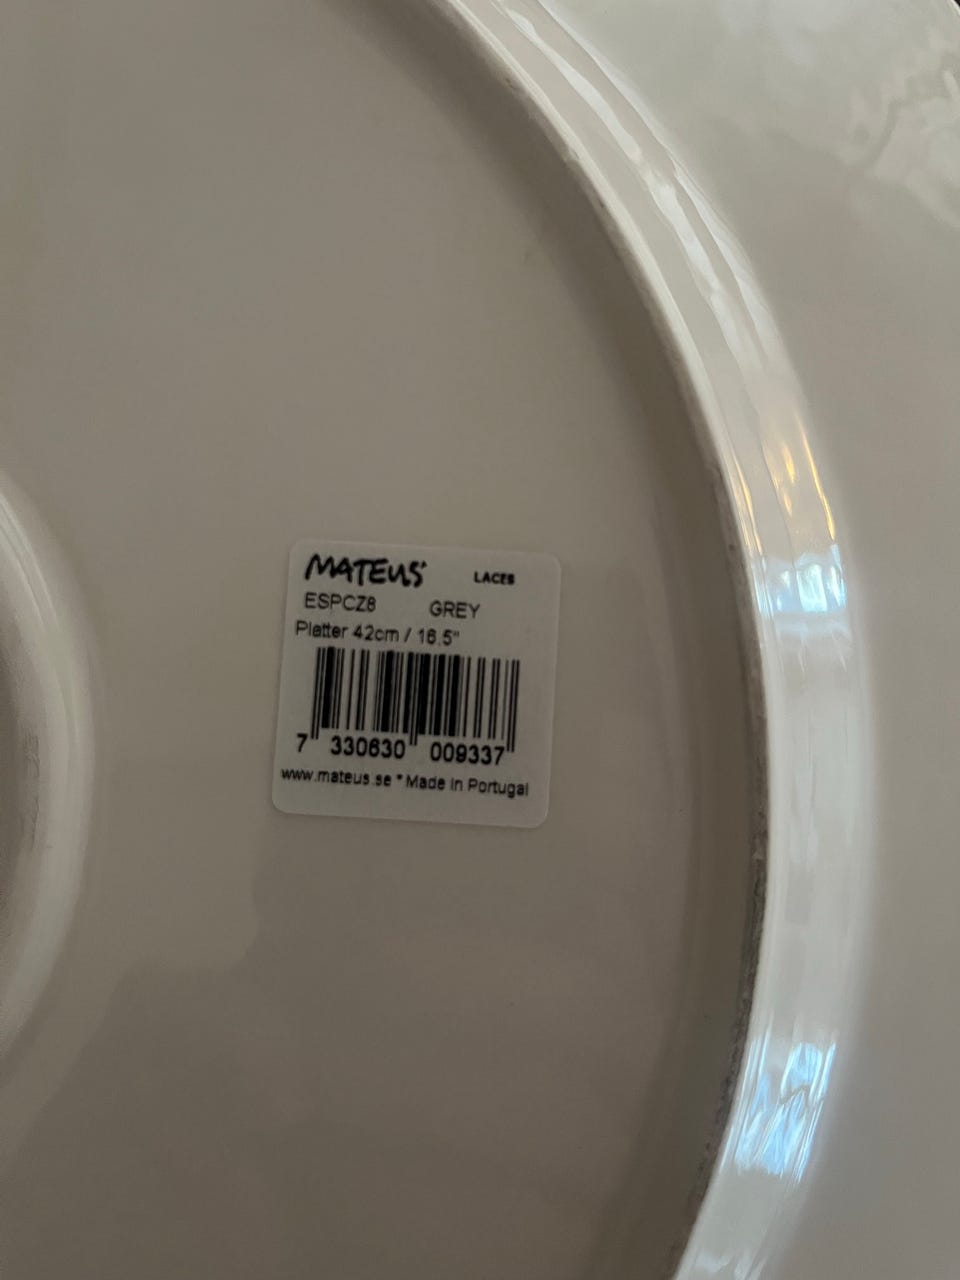 MATEUS LACES
ESPCZ8 GREY
Platter 42cm / 16.5"
7 330630 009337
www.mateus.se * Made in Portugal